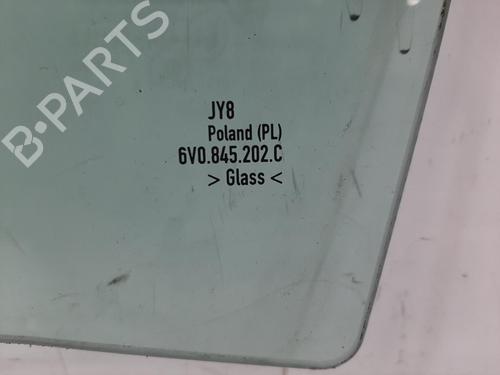 B-PARTS
JY8
Poland (PL)
6V0.845.202.C
> Glass <